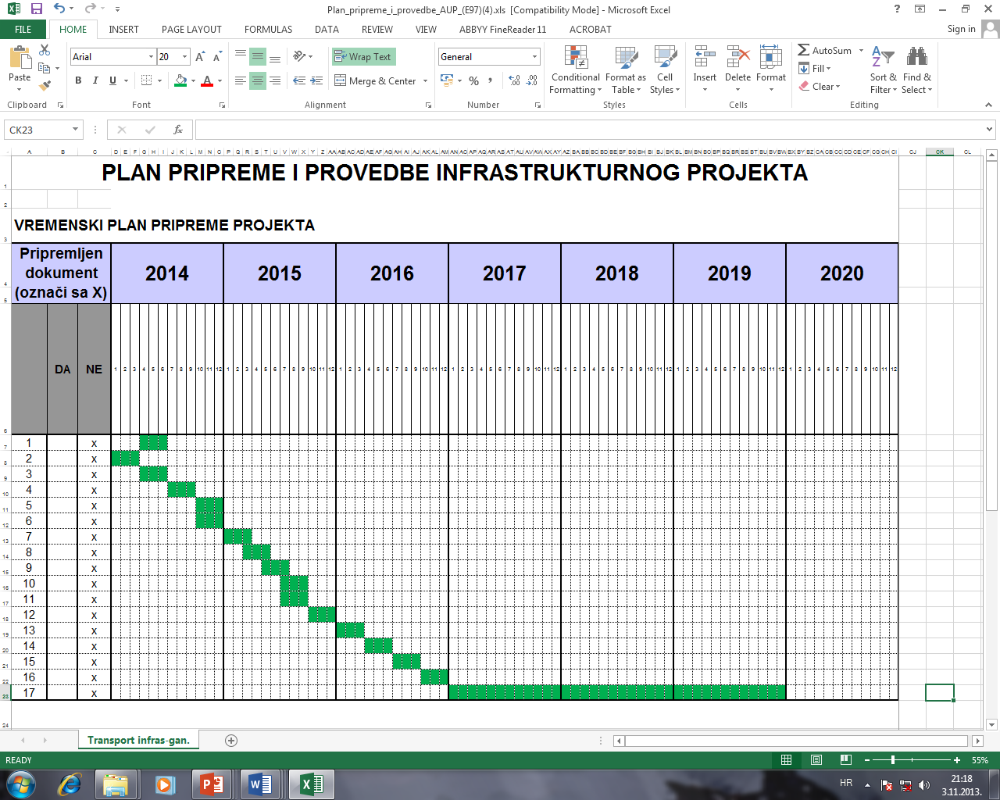 Plan_pripreme_i_provedbe_AUP_(E97)(4).xls [Compatibility Mode] - Microsoft Excel
FILE HOME INSERT PAGE LAYOUT FORMULAS DATA REVIEW VIEW ABBYY FineReader 11 ACROBAT Sign in
Paste
Arial 20
Wrap Text
General
Merge & Center
Conditional Formatting
Format as Table
Cell Styles
Insert Delete Format
AutoSum
Fill
Clear
Sort & Filter
Find & Select
Clipboard Font Alignment Number Styles Cells Editing
CK23
PLAN PRIPREME I PROVEDBE INFRASTRUKTURNOG PROJEKTA
VREMENSKI PLAN PRIPREME PROJEKTA
Pripremljen
dokument
(označi sa X)
2014 2015 2016 2017 2018 2019 2020
DA NE
1 2 3 4 5 6 7 8 9 10 11 12 1 2 3 4 5 6 7 8 9 10 11 12 1 2 3 4 5 6 7 8 9 10 11 12 1 2 3 4 5 6 7 8 9 10 11 12 1 2 3 4 5 6 7 8 9 10 11 12 1 2 3 4 5 6 7 8 9 10 11 12 1 2 3 4 5 6 7 8 9 10 11 12
1 x
2 x
3 x
4 x
5 x
6 x
7 x
8 x
9 x
10 x
11 x
12 x
13 x
14 x
15 x
16 x
17 x
Transport infras-gan.
READY
55%
HR
21:18
3.11.2013.